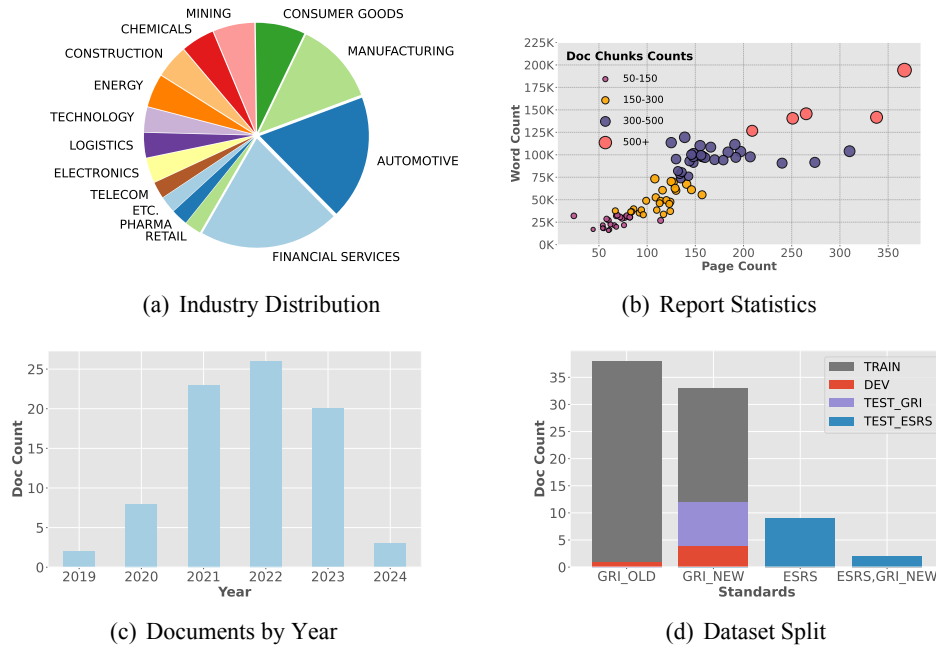 MINING
CONSUMER GOODS
CHEMICALS
MANUFACTURING
CONSTRUCTION
ENERGY
TECHNOLOGY
LOGISTICS
AUTOMOTIVE
ELECTRONICS
TELECOM
ETC.
PHARMA
RETAIL
FINANCIAL SERVICES
(a) Industry Distribution
225K
200K
175K
150K
125K
100K
75K
50K
25K
0K
Word Count
Doc Chunks Counts
50-150
150-300
300-500
500+
50 100 150 200 250 300 350
Page Count
(b) Report Statistics
25
20
15
10
5
0
Doc Count
2019 2020 2021 2022 2023 2024
Year
(c) Documents by Year
35
30
25
20
15
10
5
0
Doc Count
TRAIN
DEV
TEST_GRI
TEST_ESRS
GRI_OLD GRI_NEW ESRS ESRS,GRI_NEW
Standards
(d) Dataset Split